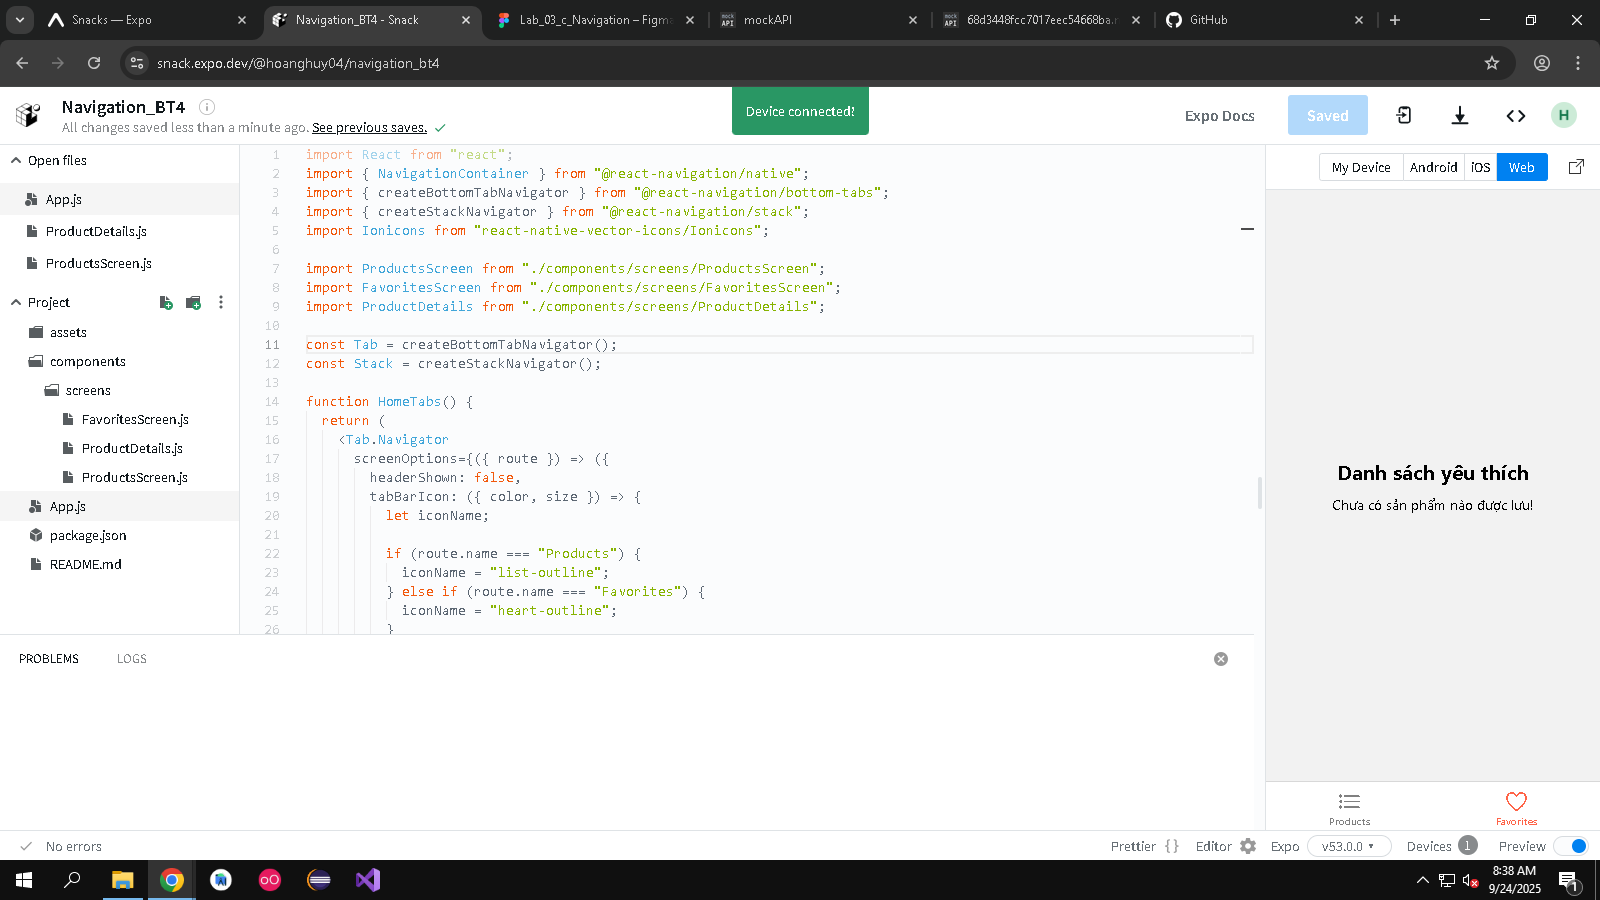 Snacks — Expo
Navigation_BT4 - Snack
Lab_03_c_Navigation – Figma
mockAPI
68d3448fcc7017eec54668ba.m
GitHub
snack.expo.dev/@hoanghuy04/navigation_bt4
Navigation_BT4
All changes saved less than a minute ago. See previous saves.
Device connected!
Expo Docs
Saved
H
Open files
App.js
ProductDetails.js
ProductsScreen.js
Project
assets
components
screens
FavoritesScreen.js
ProductDetails.js
ProductsScreen.js
App.js
package.json
README.md
1 import React from "react";
2 import { NavigationContainer } from "@react-navigation/native";
3 import { createBottomTabNavigator } from "@react-navigation/bottom-tabs";
4 import { createStackNavigator } from "@react-navigation/stack";
5 import Ionicons from "react-native-vector-icons/Ionicons";
6
7 import ProductsScreen from "./components/screens/ProductsScreen";
8 import FavoritesScreen from "./components/screens/FavoritesScreen";
9 import ProductDetails from "./components/screens/ProductDetails";
10
11 const Tab = createBottomTabNavigator();
12 const Stack = createStackNavigator();
13
14 function HomeTabs() {
15 return (
16 <Tab.Navigator
17 screenOptions={({ route }) => ({
18 headerShown: false,
19 tabBarIcon: ({ color, size }) => {
20 let iconName;
21
22 if (route.name === "Products") {
23 iconName = "list-outline";
24 } else if (route.name === "Favorites") {
25 iconName = "heart-outline";
26 }
My Device
Android
iOS
Web
Danh sách yêu thích
Chưa có sản phẩm nào được lưu!
Products
Favorites
PROBLEMS
LOGS
No errors
Prettier { }
Editor
Expo
v53.0.0
Devices 1
Preview
8:38 AM
9/24/2025
1